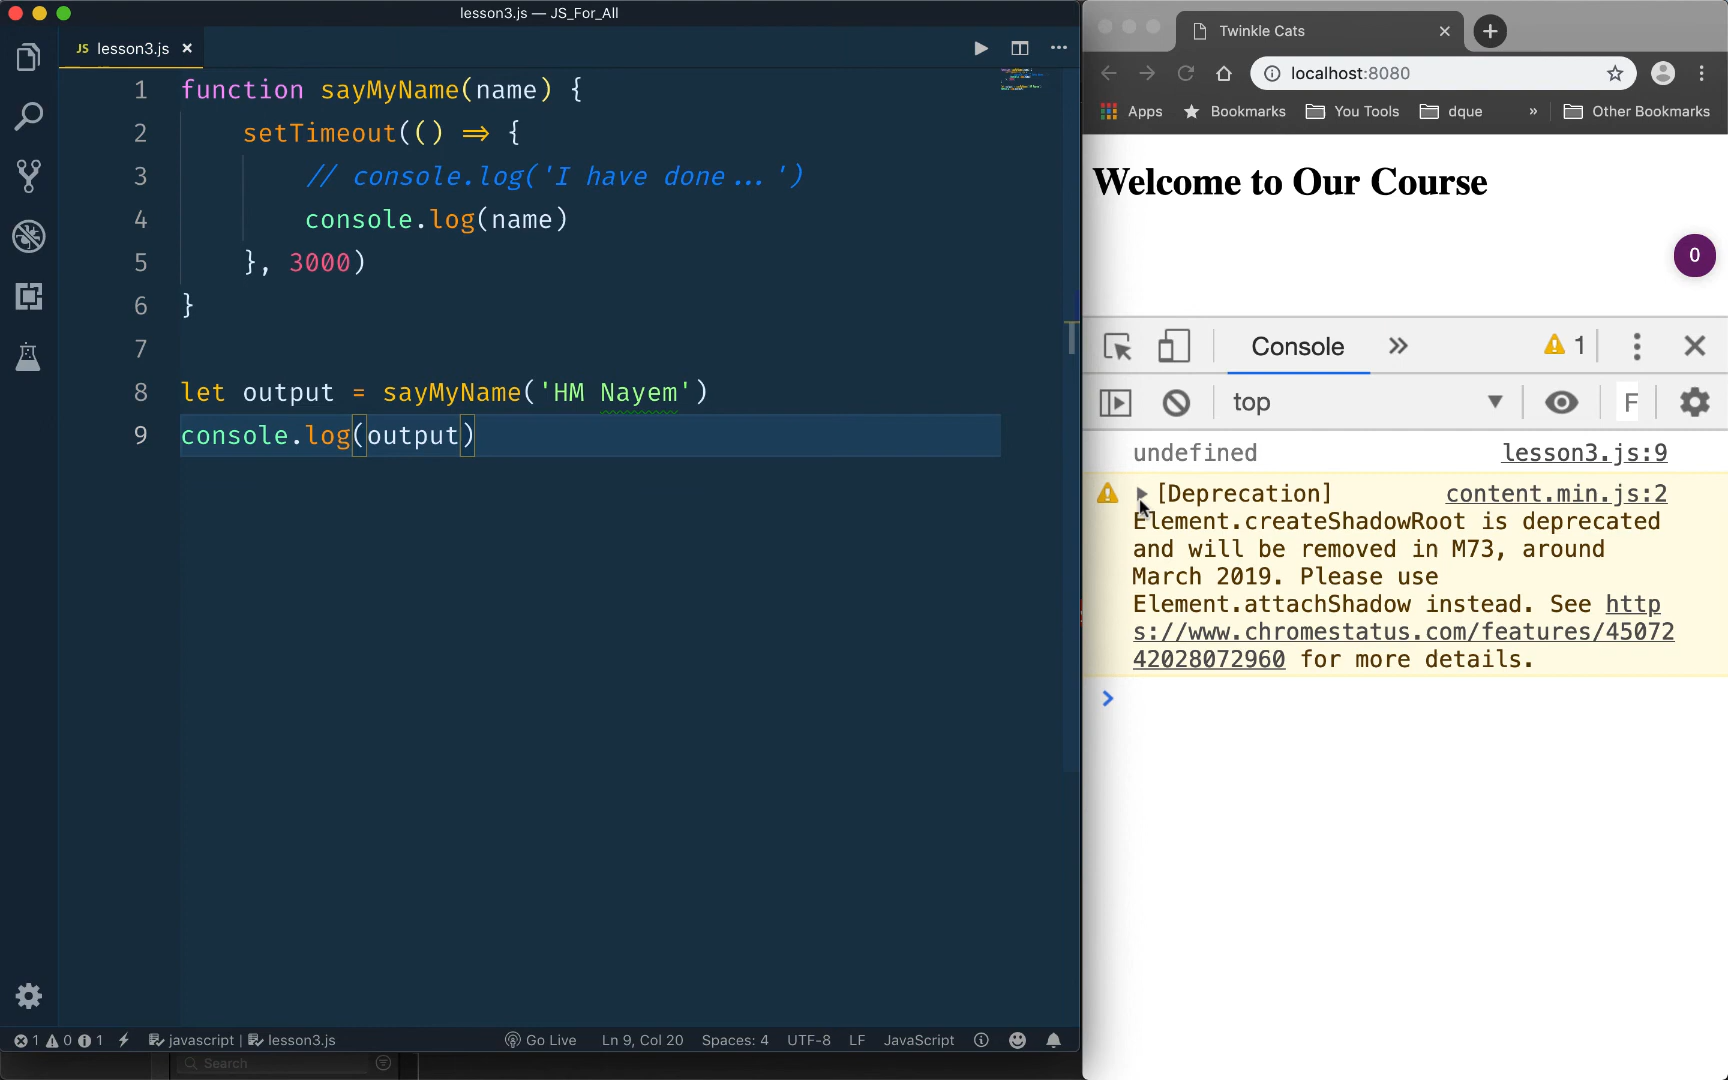 lesson3.js — JS_For_All
JS lesson3.js
1 function sayMyName(name) {
2 setTimeout(() => {
3 // console.log('I have done...')
4 console.log(name)
5 }, 3000)
6 }
7
8 let output = sayMyName('HM Nayem')
9 console.log(output)
1 0 1 javascript | lesson3.js Go Live Ln 9, Col 20 Spaces: 4 UTF-8 LF JavaScript
Search
Twinkle Cats
localhost:8080
Apps Bookmarks You Tools dque » Other Bookmarks
Welcome to Our Course
0
Console 1
top F
undefined lesson3.js:9
[Deprecation] content.min.js:2
Element.createShadowRoot is deprecated
and will be removed in M73, around
March 2019. Please use
Element.attachShadow instead. See http
s://www.chromestatus.com/features/45072
42028072960 for more details.